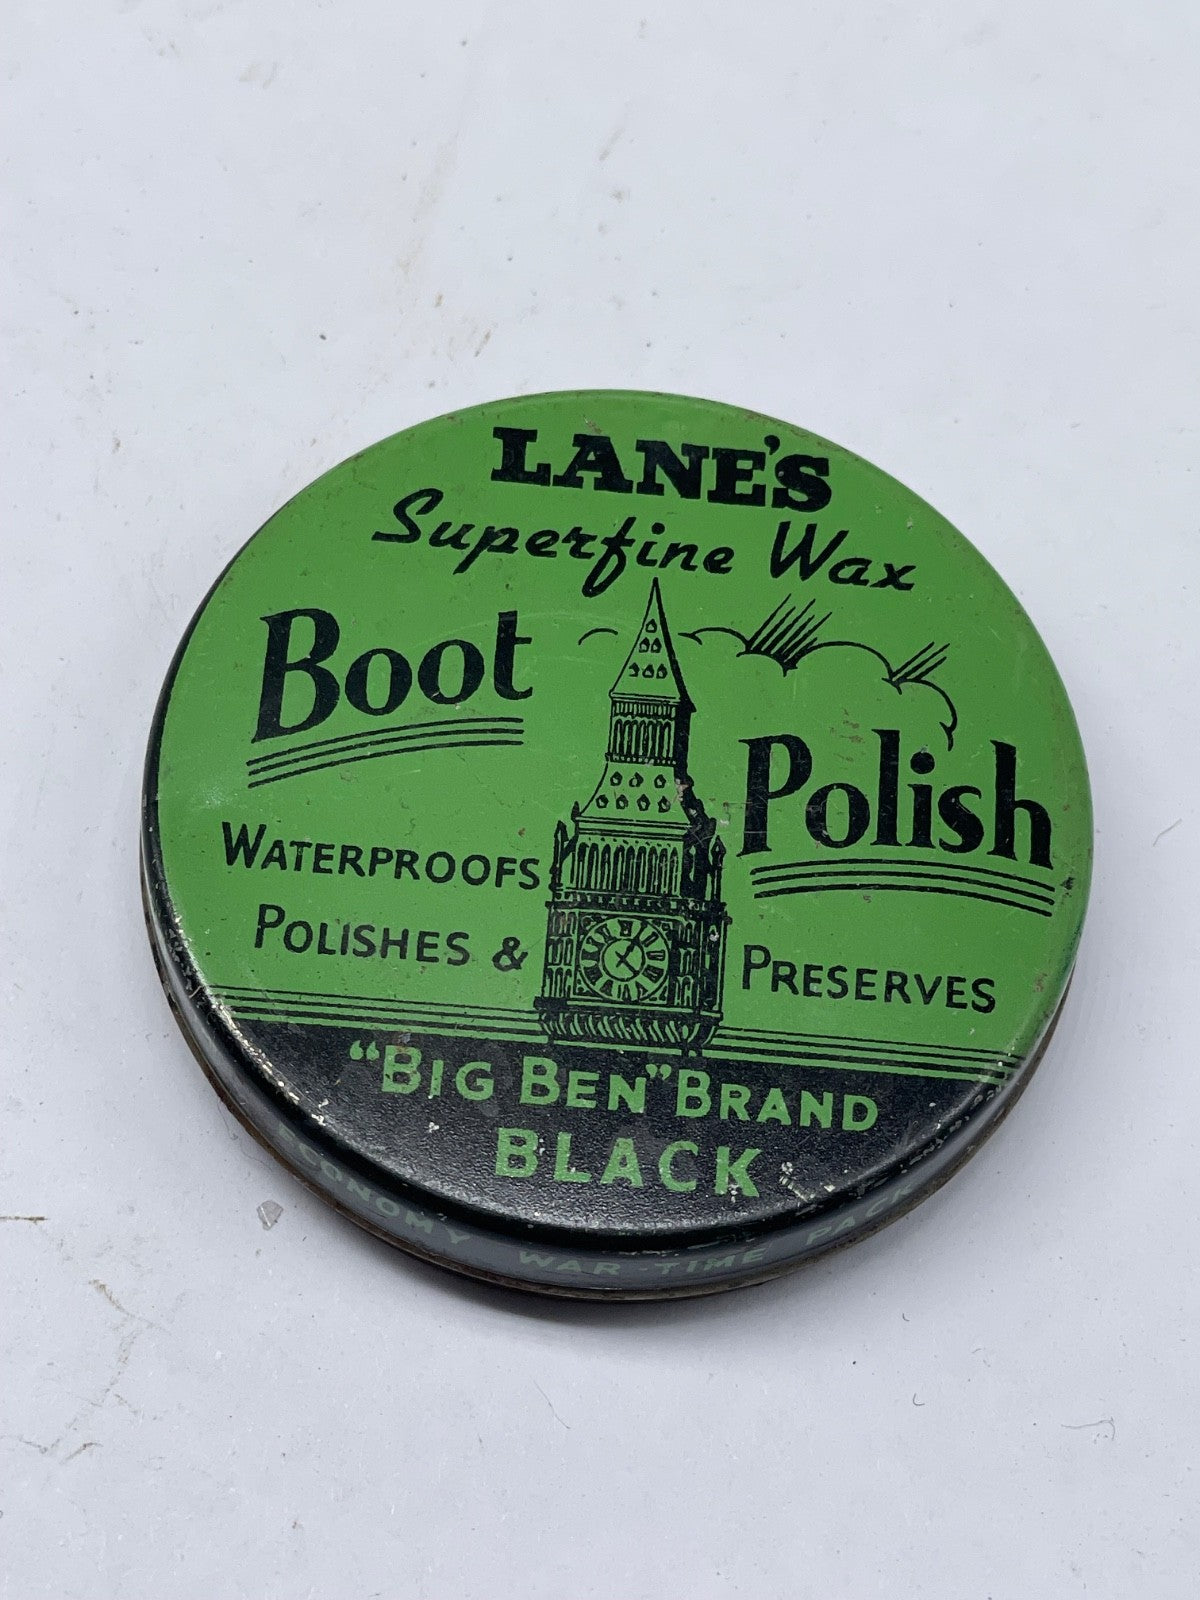 LANE'S
Superfine Wax
Boot
Polish
WATERPROOFS
POLISHES & PRESERVES
"BIG BEN" BRAND
BLACK
ECONOMY WAR-TIME PACK